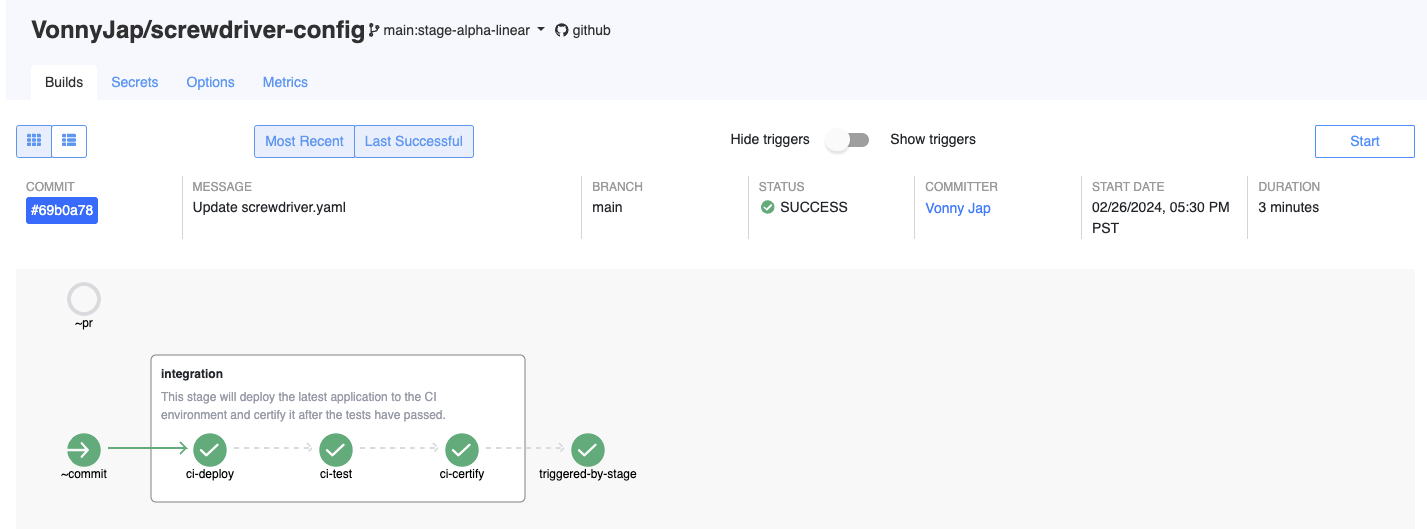 VonnyJap/screwdriver-config main:stage-alpha-linear github
Builds Secrets Options Metrics
Most Recent Last Successful Hide triggers Show triggers Start
COMMIT MESSAGE BRANCH STATUS COMMITTER START DATE DURATION
#69b0a78 Update screwdriver.yaml main SUCCESS Vonny Jap 02/26/2024, 05:30 PM 3 minutes
PST
~pr
integration
This stage will deploy the latest application to the CI
environment and certify it after the tests have passed.
~commit ci-deploy ci-test ci-certify triggered-by-stage